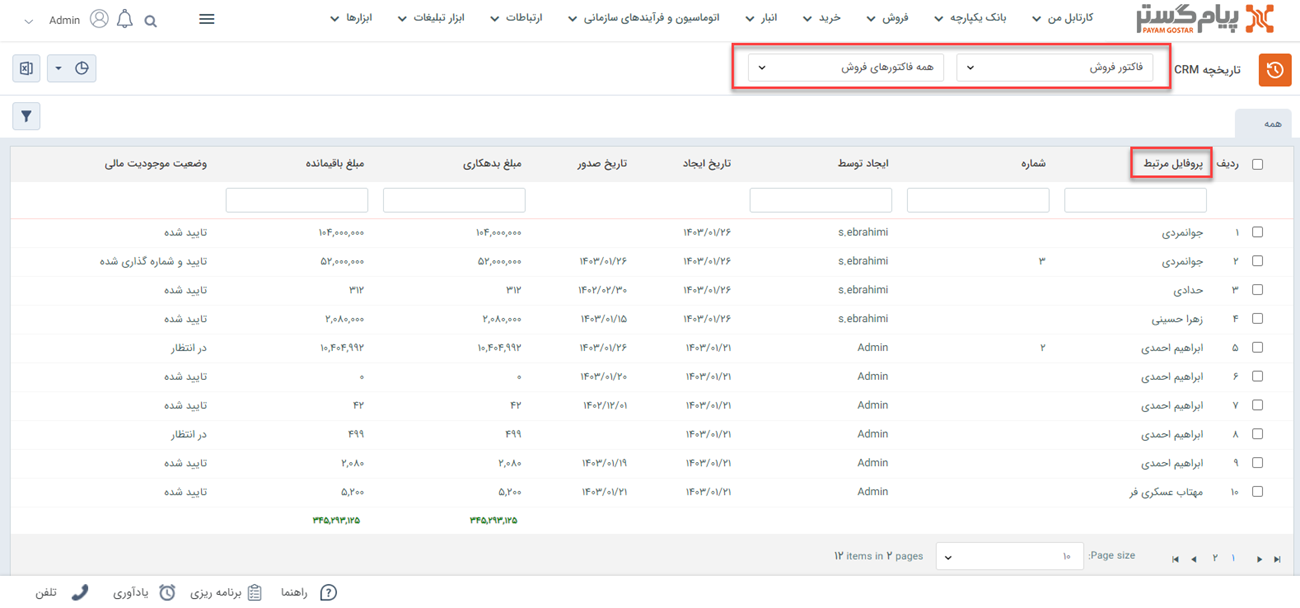 پیام گستر PAYAM GOSTAR کارتابل من بانک یکپارچه فروش خرید انبار اتوماسیون و فرآیندهای سازمانی ارتباطات ابزار تبلیغات ابزارها Admin
تاریخچه CRM فاکتور فروش همه فاکتورهای فروش
همه
ردیف پروفایل مرتبط شماره ایجاد توسط تاریخ ایجاد تاریخ صدور مبلغ بدهکاری مبلغ باقیمانده وضعیت موجودیت مالی
۱ جوانمردی s.ebrahimi ۱۴۰۳/۰۱/۲۶ ۱۰۴,۰۰۰,۰۰۰ ۱۰۴,۰۰۰,۰۰۰ تایید شده
۲ جوانمردی ۳ s.ebrahimi ۱۴۰۳/۰۱/۲۶ ۱۴۰۳/۰۱/۲۶ ۵۲,۰۰۰,۰۰۰ ۵۲,۰۰۰,۰۰۰ تایید و شماره گذاری شده
۳ حدادی s.ebrahimi ۱۴۰۳/۰۱/۲۶ ۱۴۰۲/۰۲/۳۰ ۳۱۲ ۳۱۲ تایید شده
۴ زهرا حسینی s.ebrahimi ۱۴۰۳/۰۱/۲۶ ۱۴۰۳/۰۱/۱۵ ۲,۰۸۰,۰۰۰ ۲,۰۸۰,۰۰۰ تایید شده
۵ ابراهیم احمدی ۲ Admin ۱۴۰۳/۰۱/۲۱ ۱۴۰۳/۰۱/۲۶ ۱۰,۴۰۴,۹۹۲ ۱۰,۴۰۴,۹۹۲ در انتظار
۶ ابراهیم احمدی Admin ۱۴۰۳/۰۱/۲۱ ۱۴۰۳/۰۱/۲۰ ۰ ۰ تایید شده
۷ ابراهیم احمدی Admin ۱۴۰۳/۰۱/۲۱ ۱۴۰۲/۱۲/۰۱ ۴۲ ۴۲ تایید شده
۸ ابراهیم احمدی Admin ۱۴۰۳/۰۱/۲۱ ۴۹۹ ۴۹۹ در انتظار
۹ ابراهیم احمدی Admin ۱۴۰۳/۰۱/۲۱ ۱۴۰۳/۰۱/۱۹ ۲,۰۸۰ ۲,۰۸۰ تایید شده
۱۰ مهتاب عسکری فر Admin ۱۴۰۳/۰۱/۲۱ ۱۴۰۳/۰۱/۲۱ ۵,۲۰۰ ۵,۲۰۰ تایید شده
۳۴۵,۲۹۳,۱۲۵ ۳۴۵,۲۹۳,۱۲۵
۱ ۲ Page size: ۱۰ ۱۲ items in ۲ pages
راهنما برنامه ریزی یادآوری تلفن